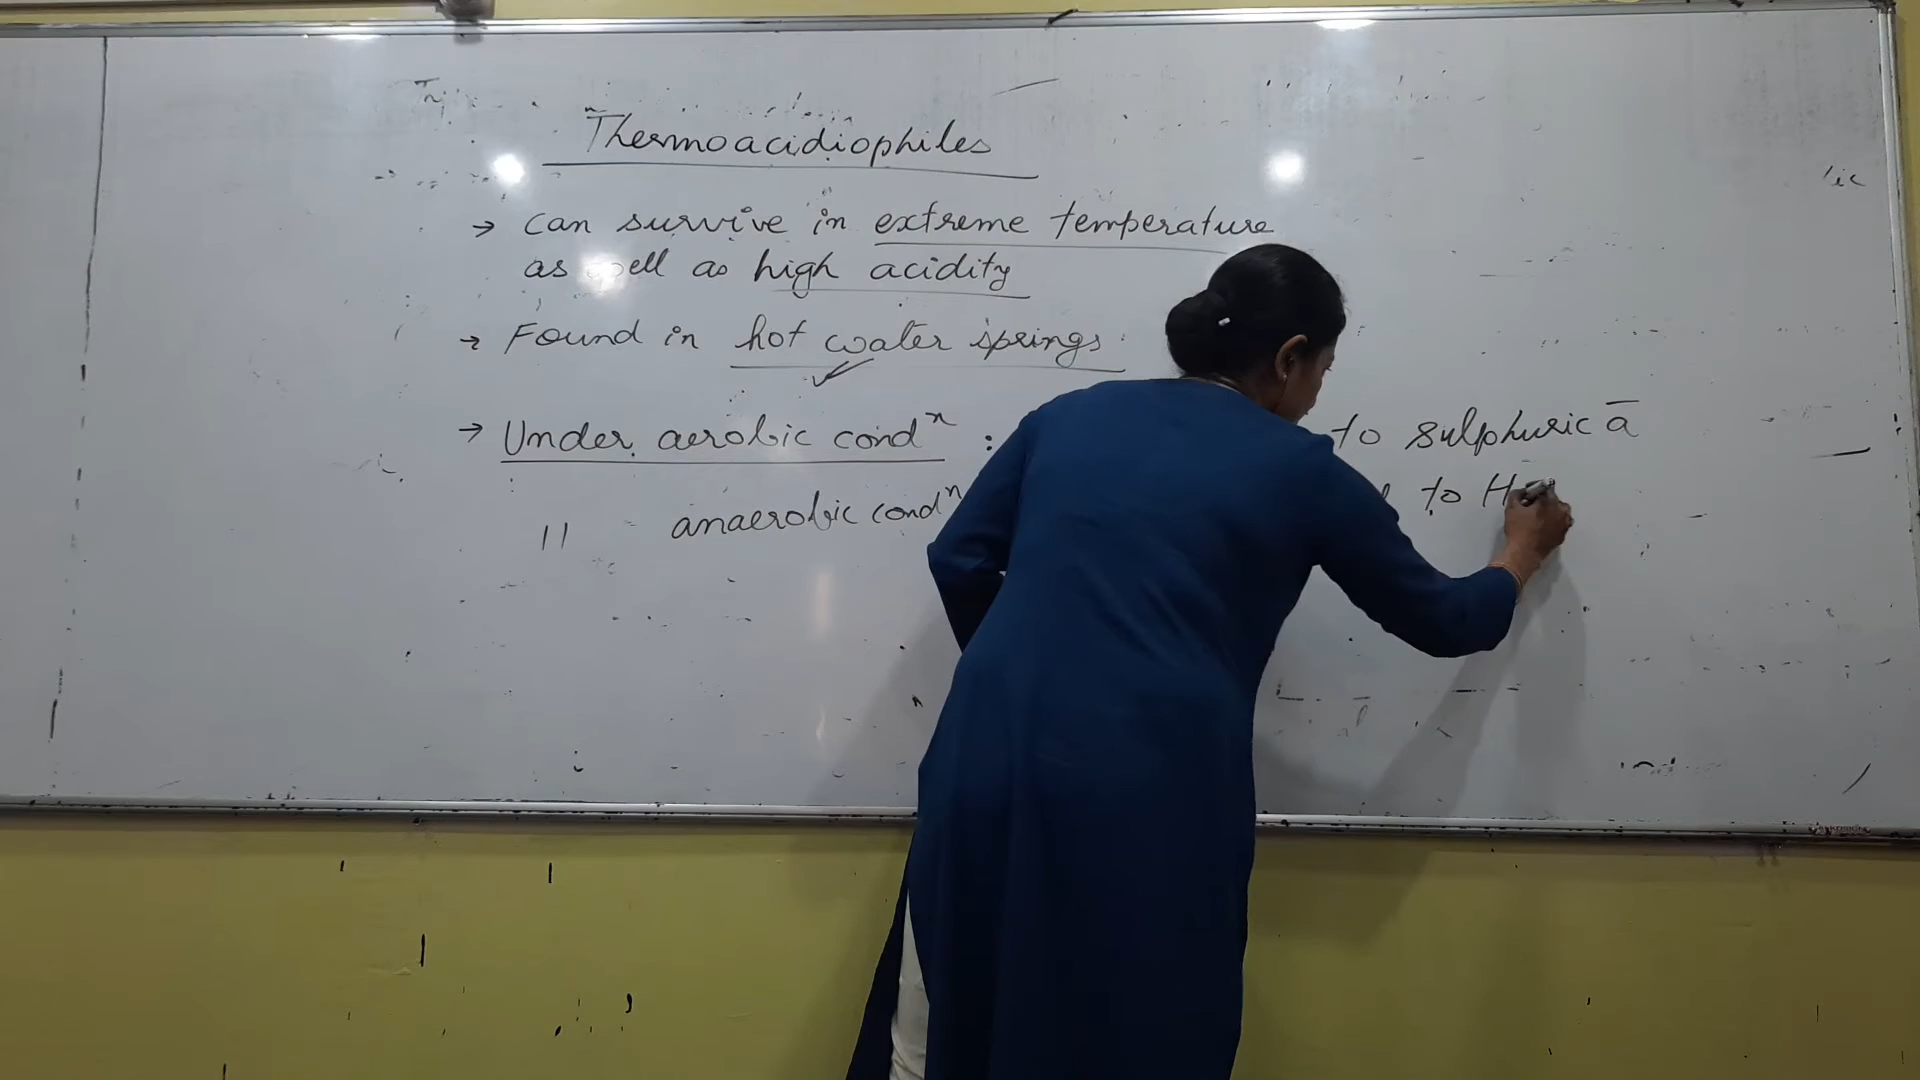 Thermoacidiophiles
→ can survive in extreme temperature
as well as high acidity
→ Found in hot water springs.
→ Under aerobic condⁿ : to sulphuric ā
〃 anaerobic condⁿ to H